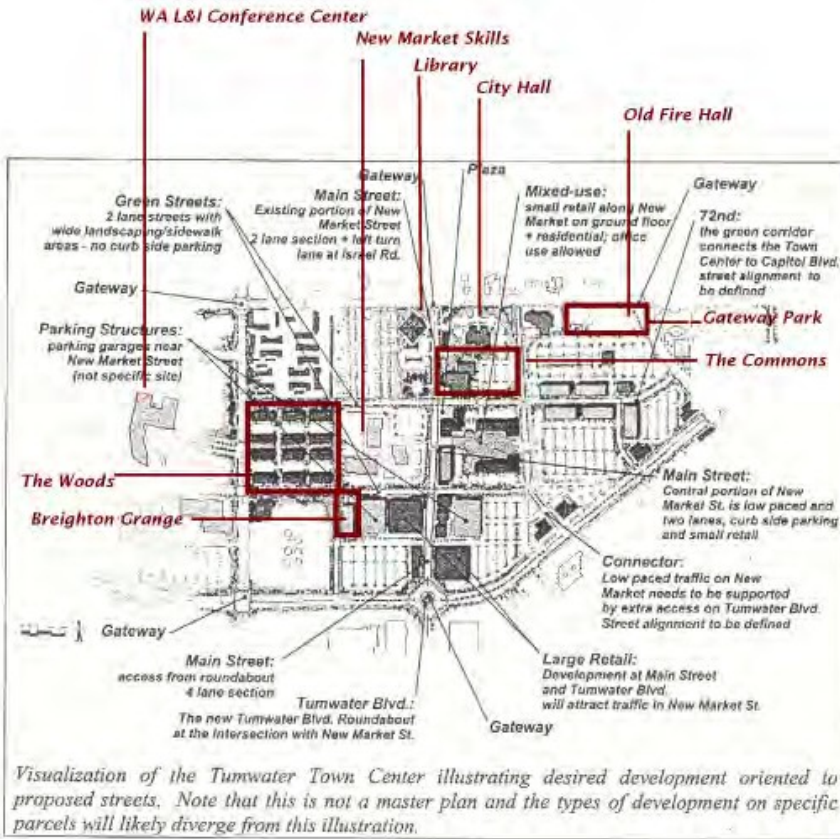 WA L&I Conference Center
New Market Skills
Library
City Hall
Old Fire Hall
Gateway
Plaza
Gateway
Green Streets:
2 lane streets with
wide landscaping/sidewalk
areas - no curb side parking
Main Street:
Existing portion of New
Market Street
2 lane section + left turn
lane at Israel Rd.
Mixed-use:
small retail along New
Market on ground floor
+ residential; office
use allowed
72nd:
the green corridor
connects the Town
Center to Capitol Blvd.
street alignment to
be defined
Gateway
Gateway Park
Parking Structures:
parking garages near
New Market Street
(not specific site)
The Commons
The Woods
Main Street:
Central portion of New
Market St. is low paced and
two lanes, curb side parking
and small retail
Breighton Grange
Connector:
Low paced traffic on New
Market needs to be supported
by extra access on Tumwater Blvd.
Street alignment to be defined
Gateway
Main Street:
access from roundabout
4 lane section
Large Retail:
Development at Main Street
and Tumwater Blvd.
will attract traffic in New Market St.
Tumwater Blvd.:
The new Tumwater Blvd. Roundabout
at the intersection with New Market St.
Gateway
Visualization of the Tumwater Town Center illustrating desired development oriented to
proposed streets. Note that this is not a master plan and the types of development on specific
parcels will likely diverge from this illustration.